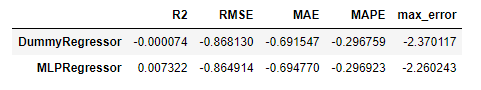 R2 RMSE MAE MAPE max_error
DummyRegressor -0.000074 -0.868130 -0.691547 -0.296759 -2.370117
MLPRegressor 0.007322 -0.864914 -0.694770 -0.296923 -2.260243